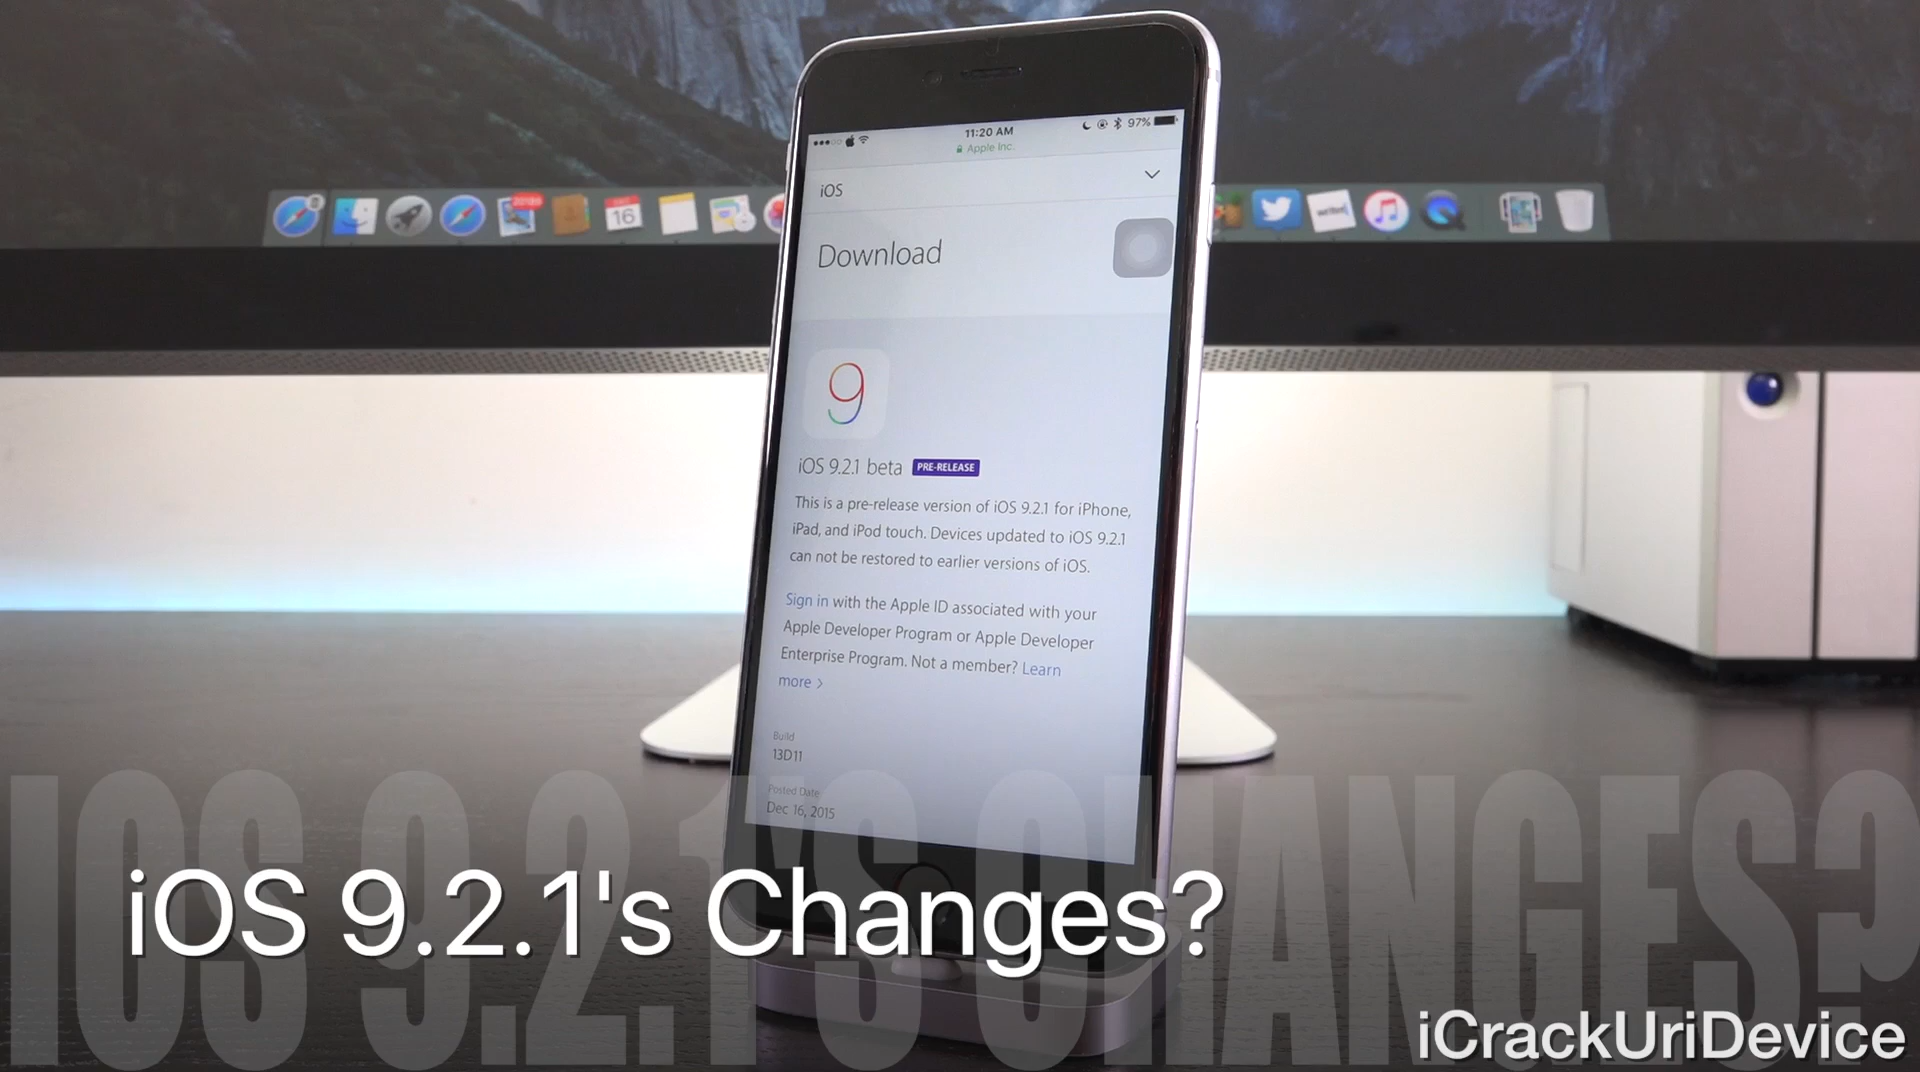 11:20 AM
97%
Apple Inc.
iOS
Download
16
9
iOS 9.2.1 beta PRE-RELEASE
This is a pre-release version of iOS 9.2.1 for iPhone,
iPad, and iPod touch. Devices updated to iOS 9.2.1
can not be restored to earlier versions of iOS.
Sign in with the Apple ID associated with your
Apple Developer Program or Apple Developer
Enterprise Program. Not a member? Learn
more >
Build
13D11
Posted Date
Dec 16, 2015
IOS 9.2.1'S CHANGES?
iOS 9.2.1's Changes?
iCrackUriDevice